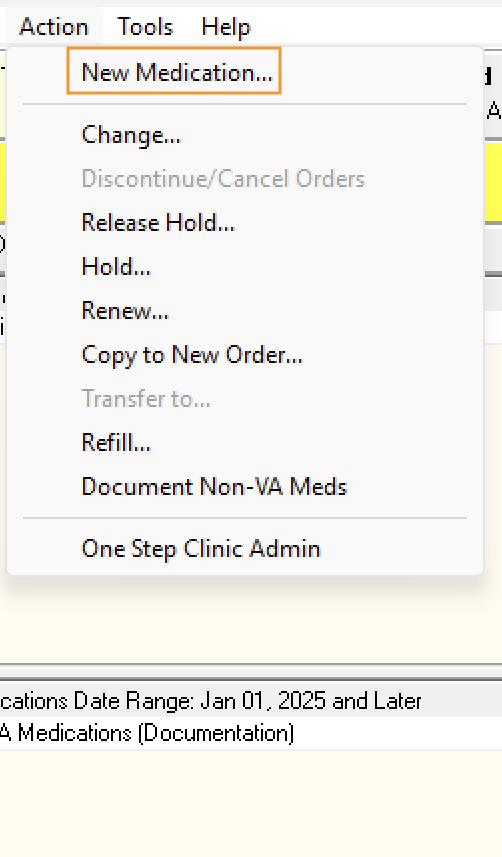 Action Tools Help
New Medication...
A
Change...
Discontinue/Cancel Orders
Release Hold...
Hold...
Renew...
Copy to New Order...
Transfer to...
Refill...
Document Non-VA Meds
One Step Clinic Admin
cations Date Range: Jan 01, 2025 and Later
A Medications (Documentation)